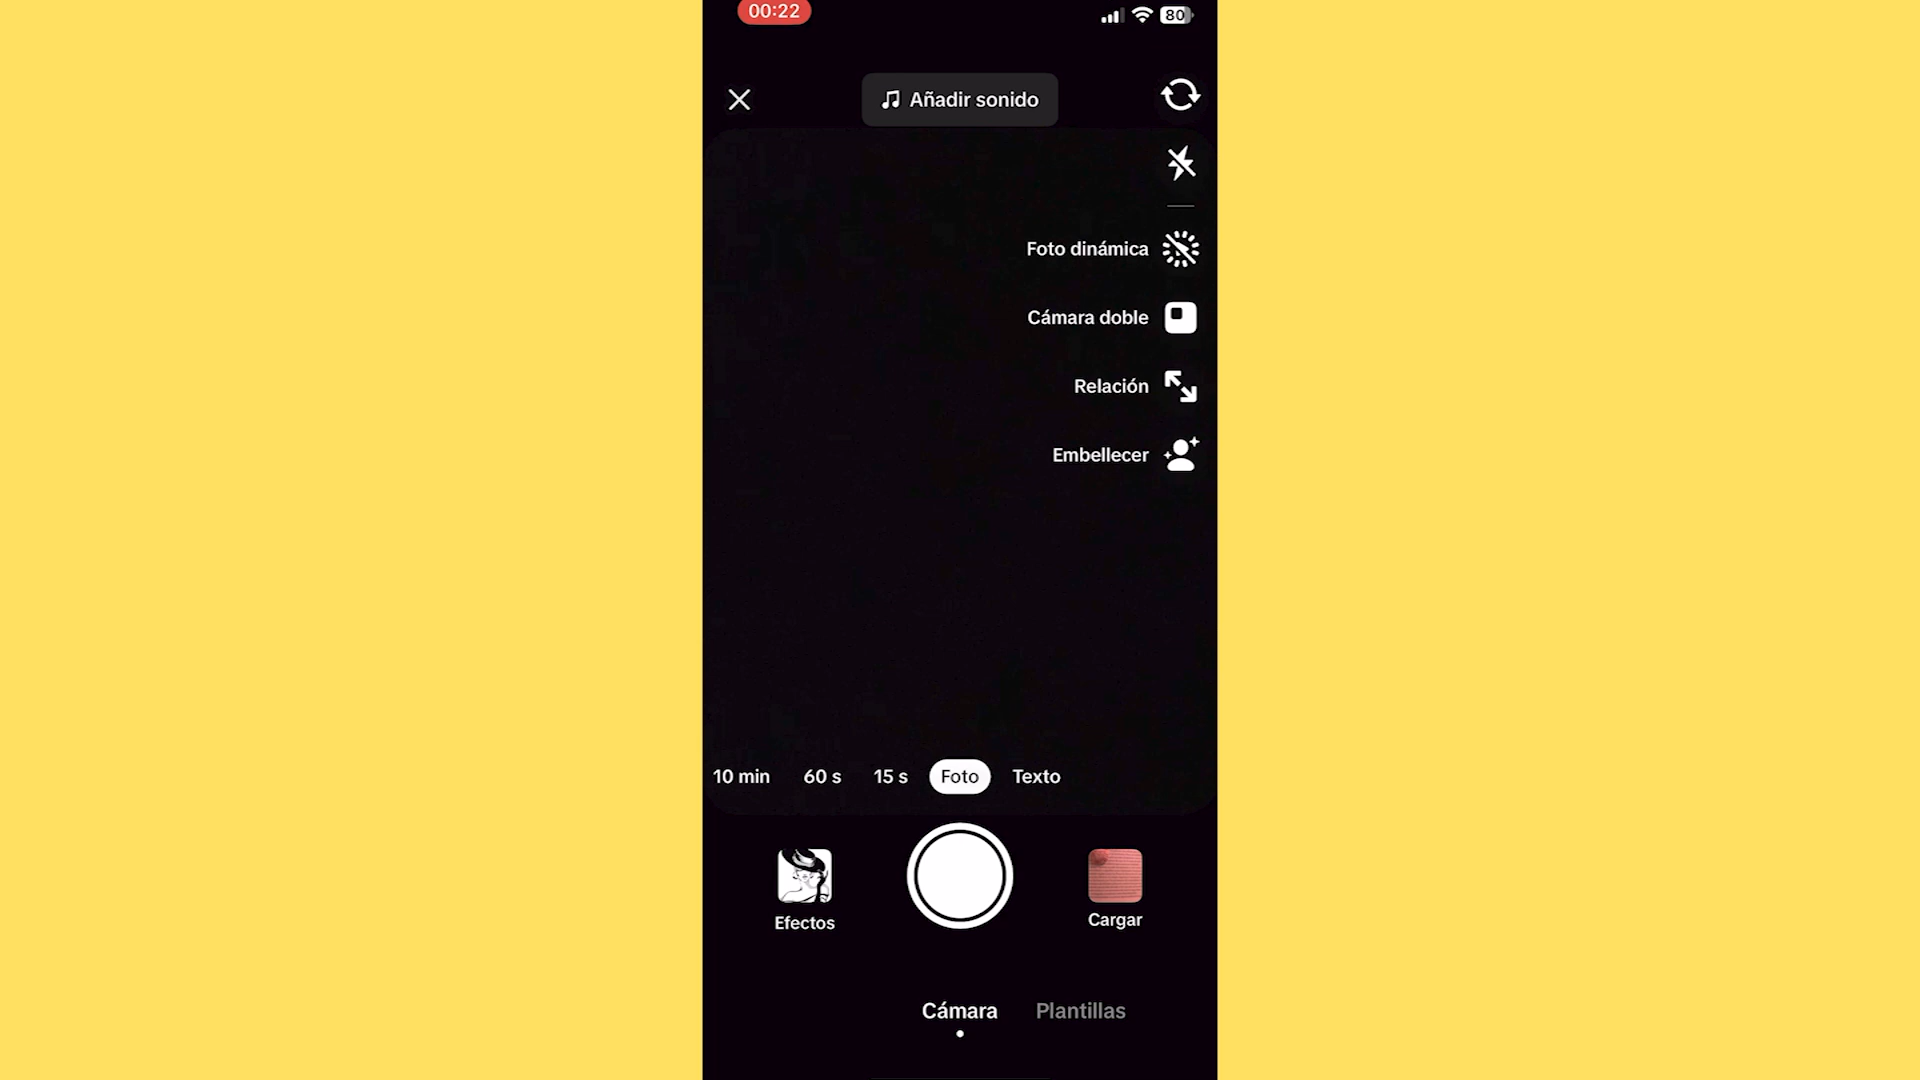 00:22
80
Añadir sonido
Foto dinámica
Cámara doble
Relación
Embellecer
10 min 60 s 15 s Foto Texto
Efectos
Cargar
Cámara Plantillas